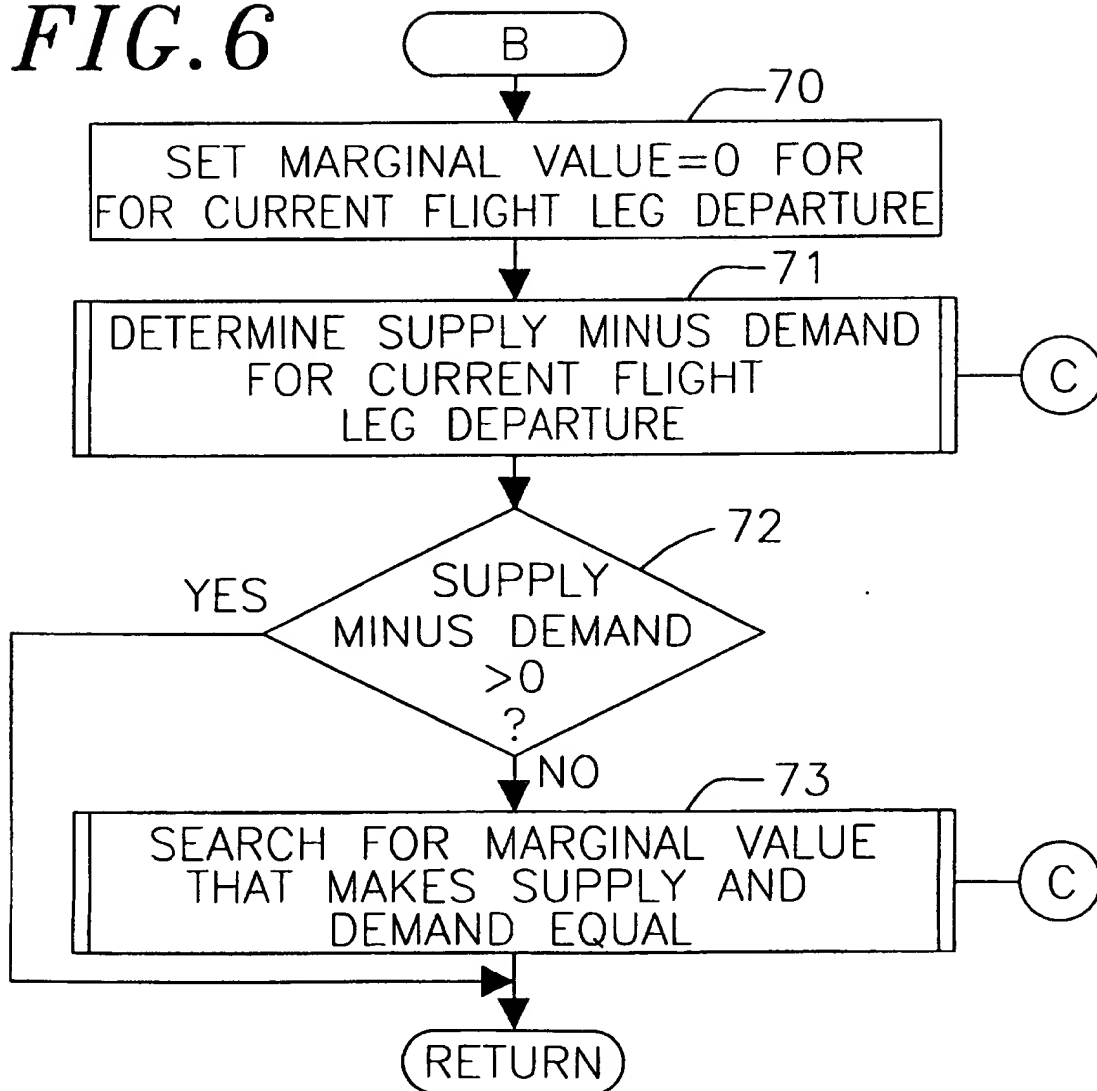 FIG. 6
B
70
SET MARGINAL VALUE=0 FOR
FOR CURRENT FLIGHT LEG DEPARTURE
71
DETERMINE SUPPLY MINUS DEMAND
FOR CURRENT FLIGHT
LEG DEPARTURE
C
72
YES
SUPPLY
MINUS DEMAND
>0
?
NO
73
SEARCH FOR MARGINAL VALUE
THAT MAKES SUPPLY AND
DEMAND EQUAL
C
RETURN